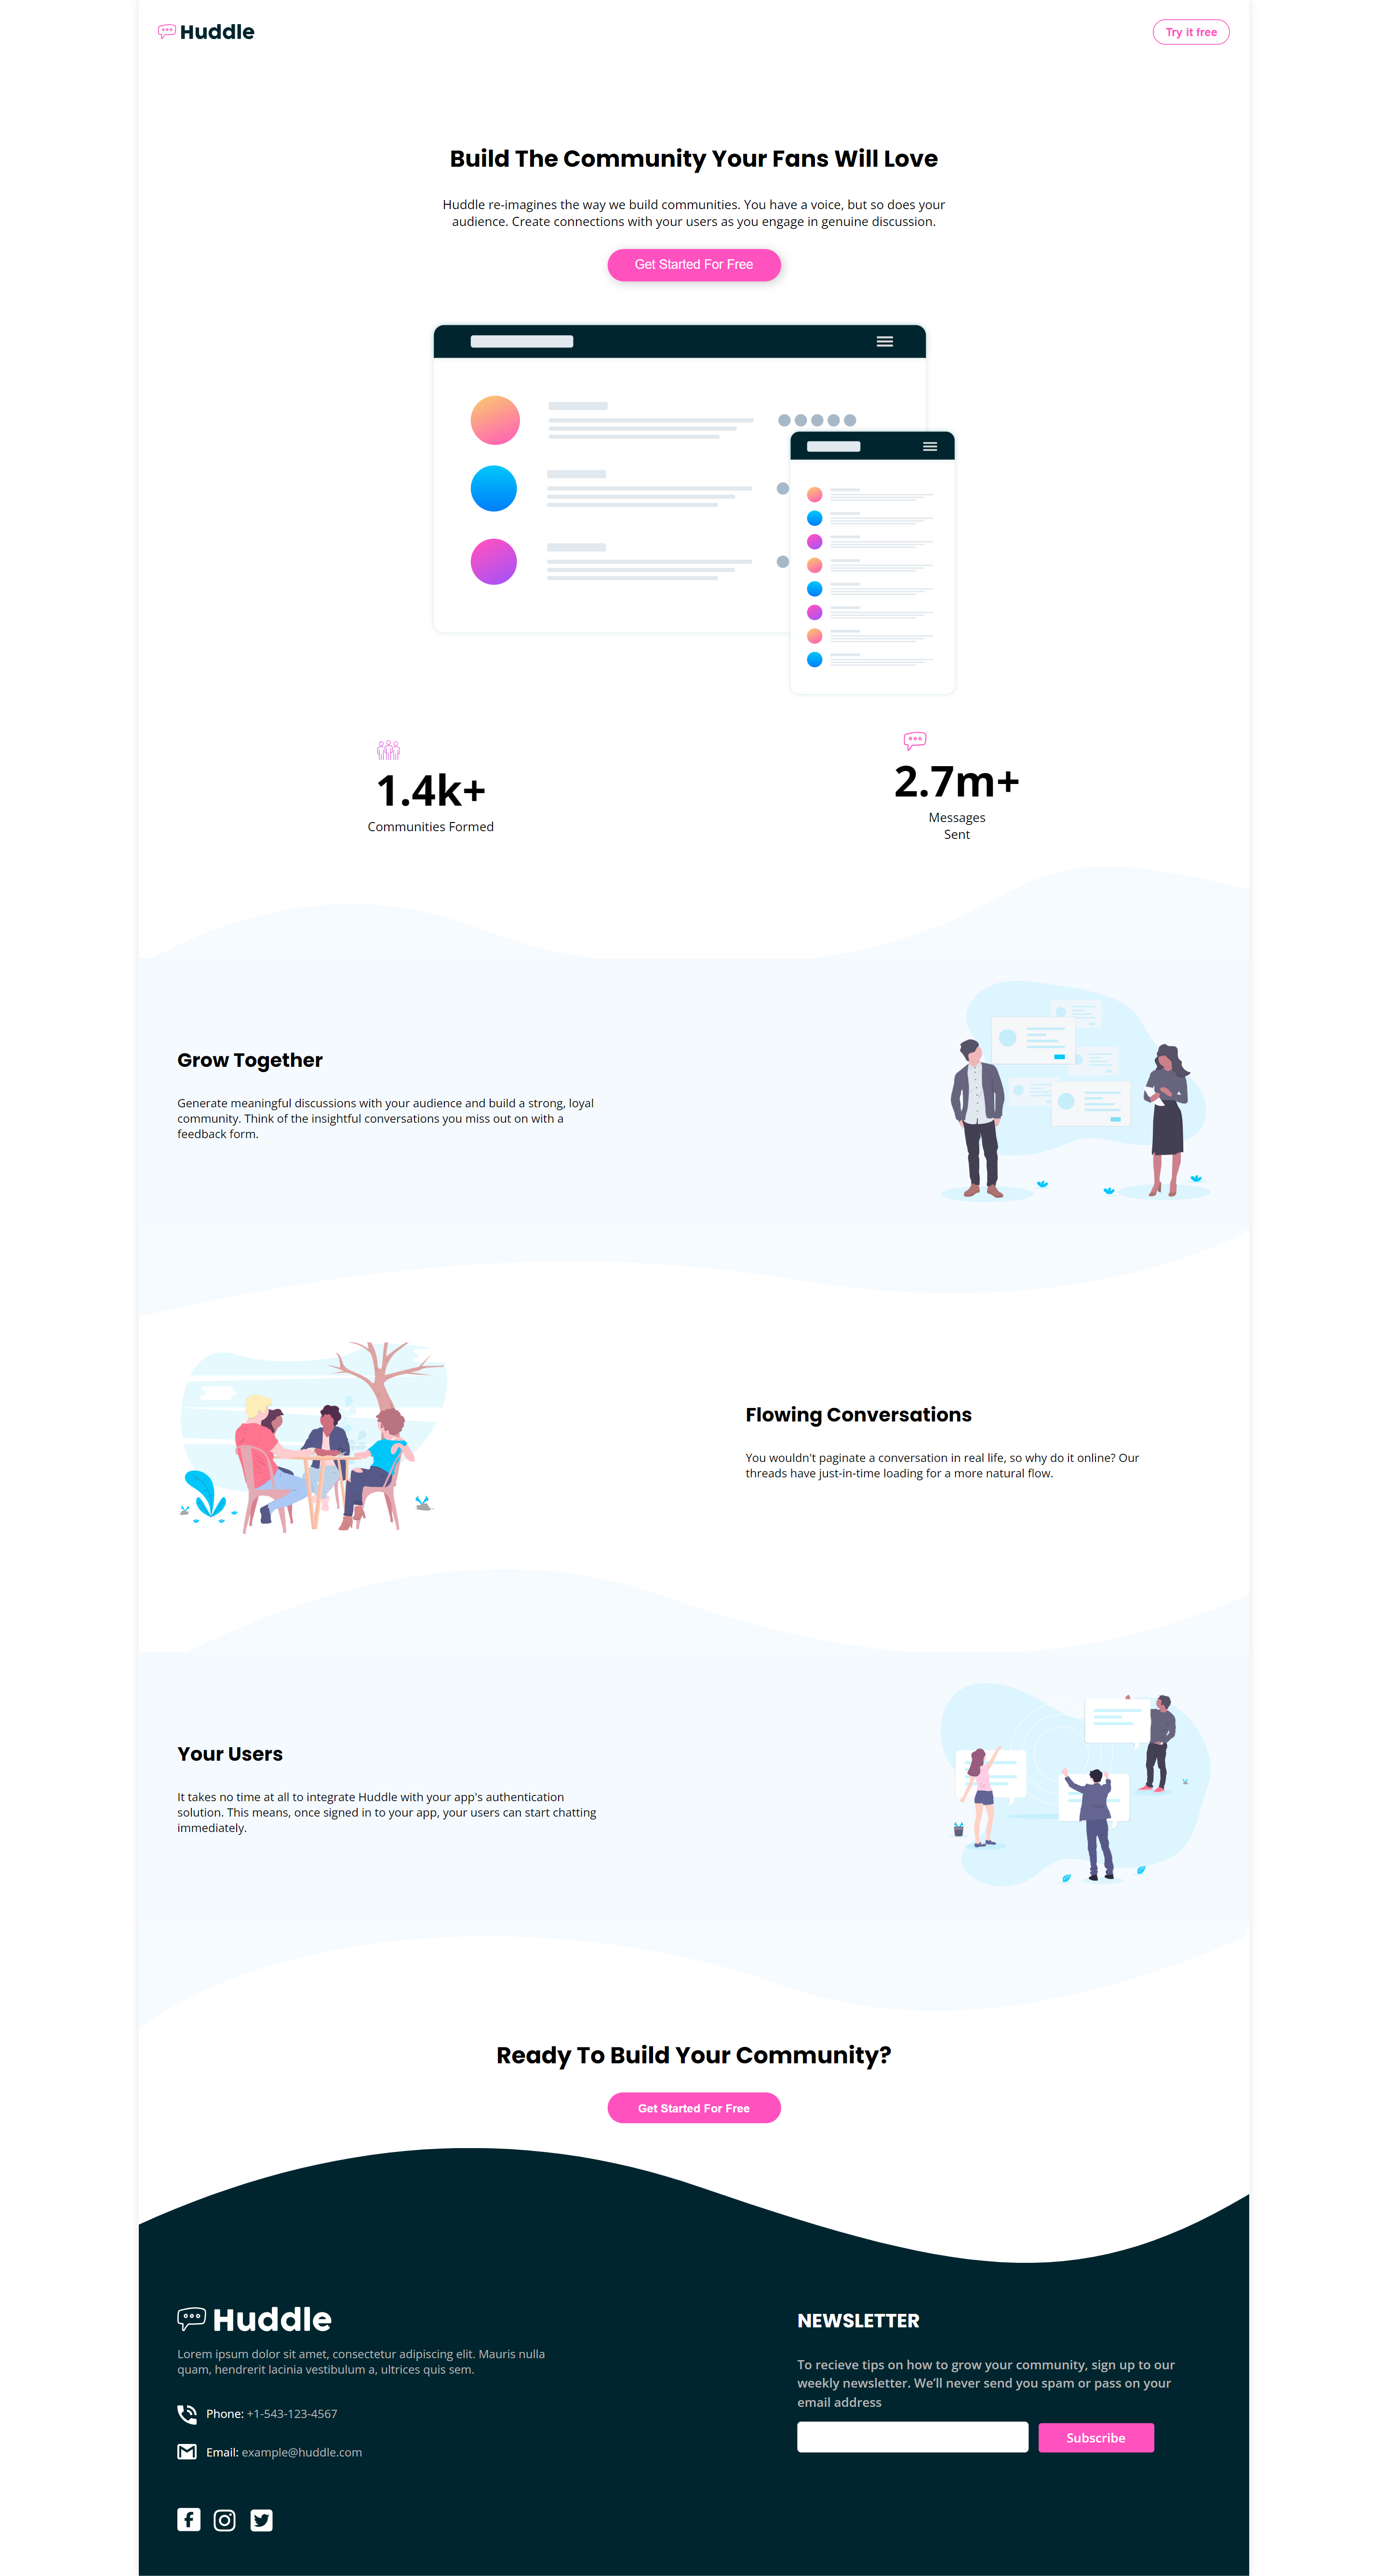 Huddle
Try it free
Build The Community Your Fans Will Love
Huddle re-imagines the way we build communities. You have a voice, but so does your
audience. Create connections with your users as you engage in genuine discussion.
Get Started For Free
1.4k+
Communities Formed
2.7m+
Messages
Sent
Grow Together
Generate meaningful discussions with your audience and build a strong, loyal
community. Think of the insightful conversations you miss out on with a
feedback form.
Flowing Conversations
You wouldn't paginate a conversation in real life, so why do it online? Our
threads have just-in-time loading for a more natural flow.
Your Users
It takes no time at all to integrate Huddle with your app's authentication
solution. This means, once signed in to your app, your users can start chatting
immediately.
Ready To Build Your Community?
Get Started For Free
Huddle
Lorem ipsum dolor sit amet, consectetur adipiscing elit. Mauris nulla
quam, hendrerit lacinia vestibulum a, ultrices quis sem.
Phone: +1-543-123-4567
Email: example@huddle.com
NEWSLETTER
To recieve tips on how to grow your community, sign up to our
weekly newsletter. We’ll never send you spam or pass on your
email address
Subscribe